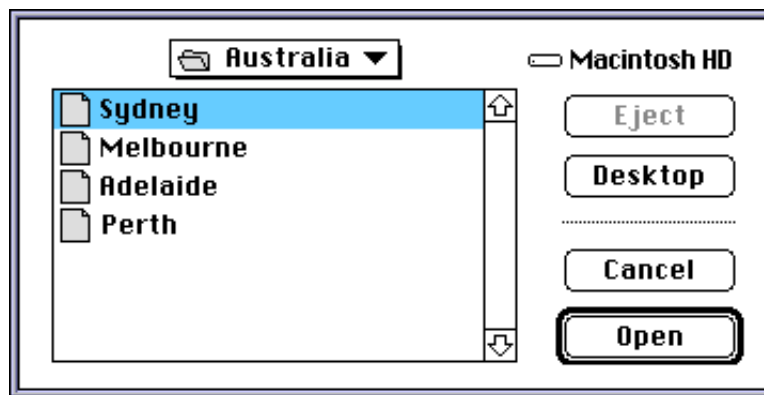 Australia
Macintosh HD
Sydney
Melbourne
Adelaide
Perth
Eject
Desktop
Cancel
Open